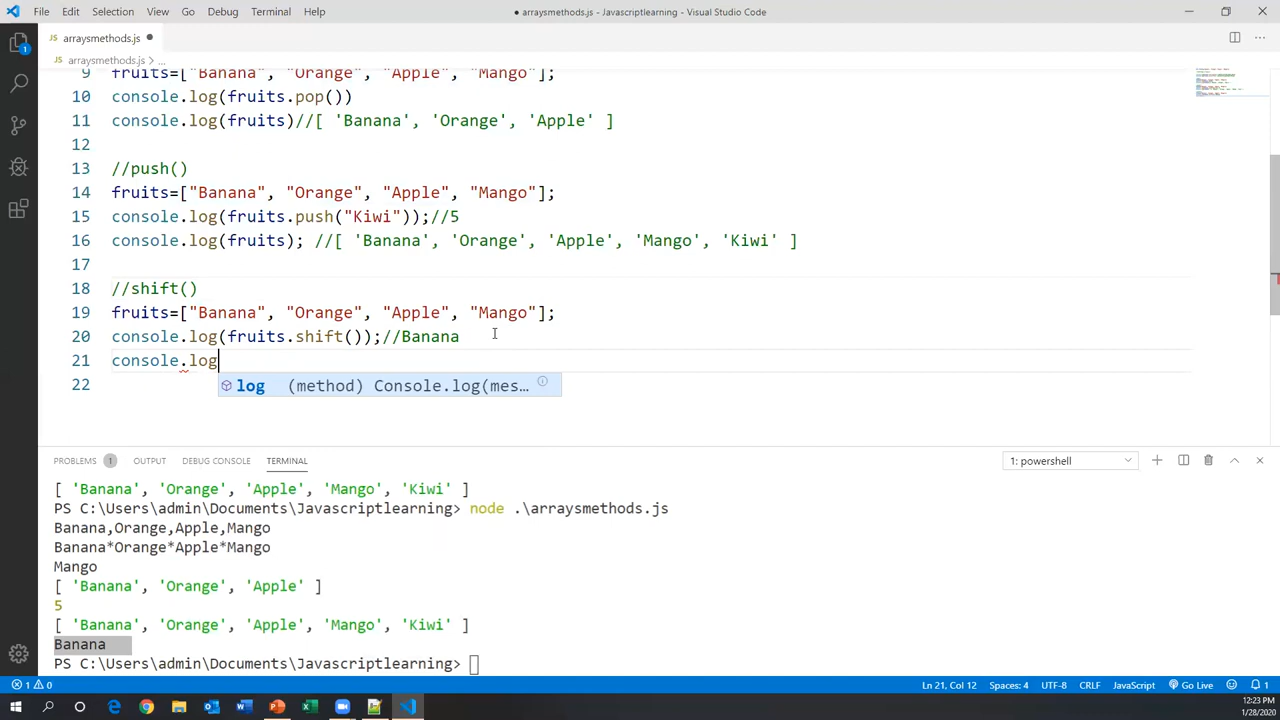 File Edit Selection View Go Debug Terminal Help
● arraysmethods.js - Javascriptlearning - Visual Studio Code
JS arraysmethods.js ●
JS arraysmethods.js > ...
9 fruits=["Banana", "Orange", "Apple", "Mango"];
10 console.log(fruits.pop())
11 console.log(fruits)//[ 'Banana', 'Orange', 'Apple' ]
12
13 //push()
14 fruits=["Banana", "Orange", "Apple", "Mango"];
15 console.log(fruits.push("Kiwi"));//5
16 console.log(fruits); //[ 'Banana', 'Orange', 'Apple', 'Mango', 'Kiwi' ]
17
18 //shift()
19 fruits=["Banana", "Orange", "Apple", "Mango"];
20 console.log(fruits.shift());//Banana
21 console.log
log (method) Console.log(mes…
22
PROBLEMS 1 OUTPUT DEBUG CONSOLE TERMINAL 1: powershell
[ 'Banana', 'Orange', 'Apple', 'Mango', 'Kiwi' ]
PS C:\Users\admin\Documents\Javascriptlearning> node .\arraysmethods.js
Banana,Orange,Apple,Mango
Banana*Orange*Apple*Mango
Mango
[ 'Banana', 'Orange', 'Apple' ]
5
[ 'Banana', 'Orange', 'Apple', 'Mango', 'Kiwi' ]
Banana
PS C:\Users\admin\Documents\Javascriptlearning>
1 0 Ln 21, Col 12 Spaces: 4 UTF-8 CRLF JavaScript Go Live 1
12:23 PM
1/28/2020